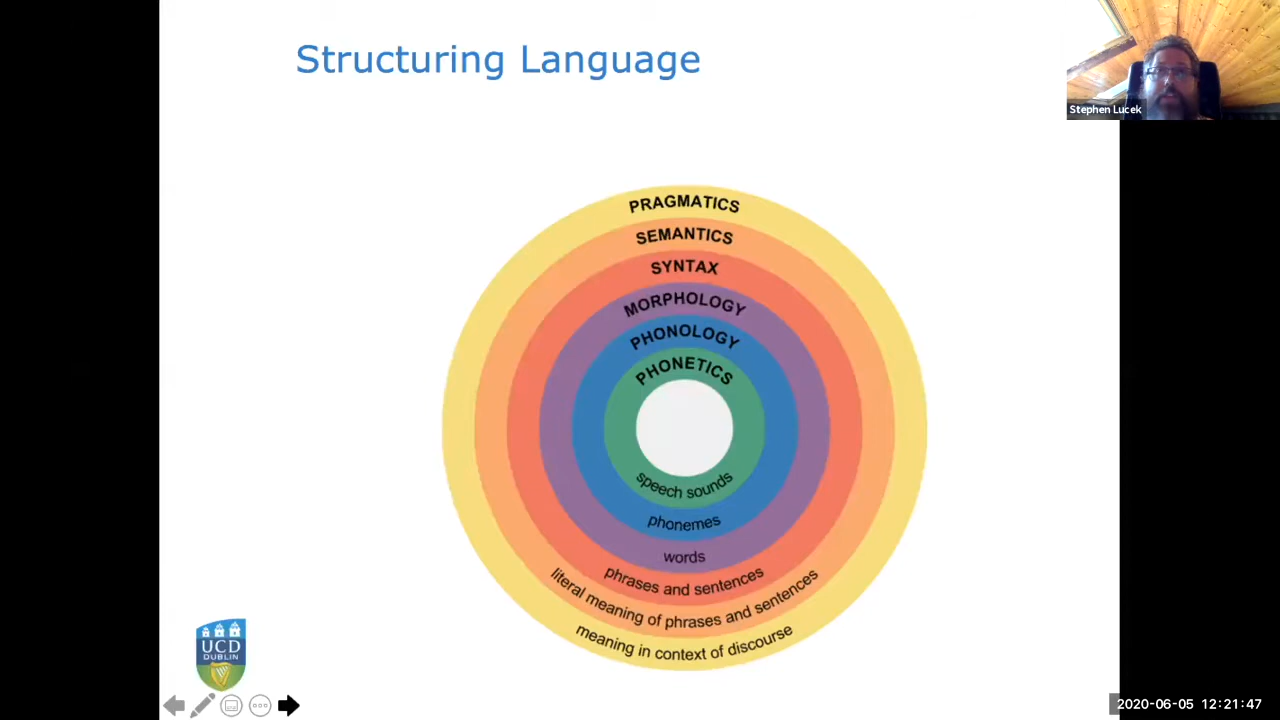 Structuring Language
Stephen Lucek
PRAGMATICS
SEMANTICS
SYNTAX
MORPHOLOGY
PHONOLOGY
PHONETICS
speech sounds
phonemes
words
phrases and sentences
literal meaning of phrases and sentences
meaning in context of discourse
UCD
DUBLIN
2020-06-05 12:21:47